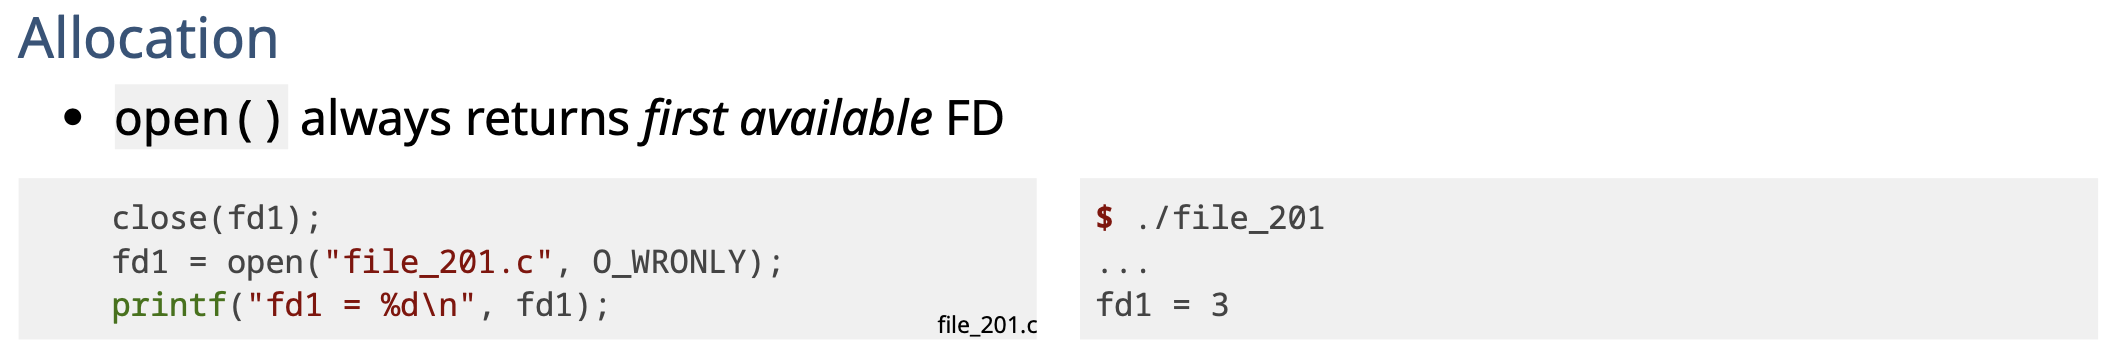 Allocation
• open() always returns first available FD
close(fd1);
fd1 = open("file_201.c", O_WRONLY);
printf("fd1 = %d\n", fd1);
file_201.c
$ ./file_201
...
fd1 = 3